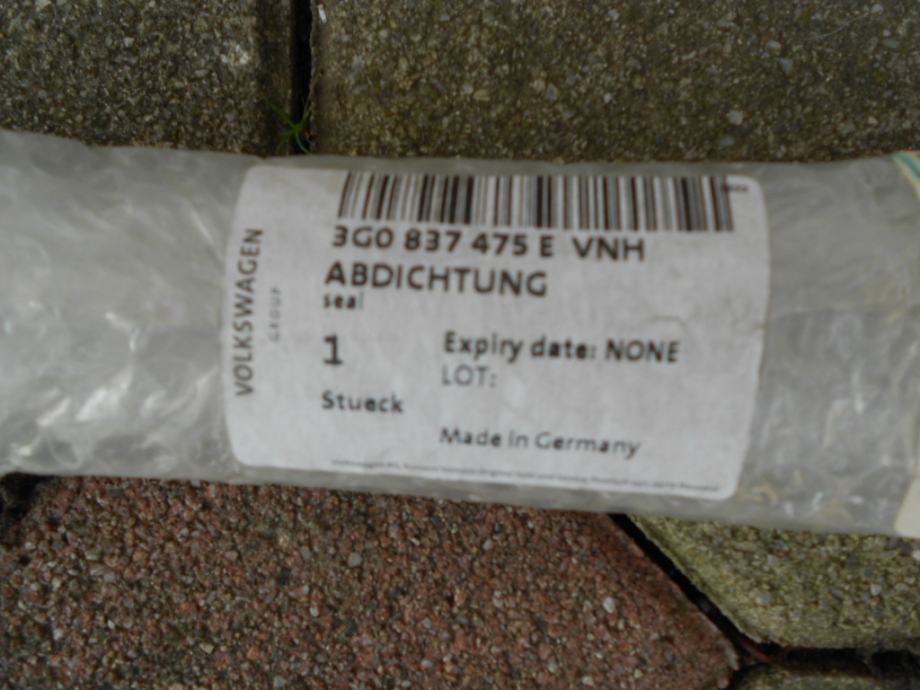 3G0 837 475 E VNH
ABDICHTUNG
seal
1
Expiry date: NONE
LOT:
Stueck
Made in Germany
VOLKSWAGEN
GROUP